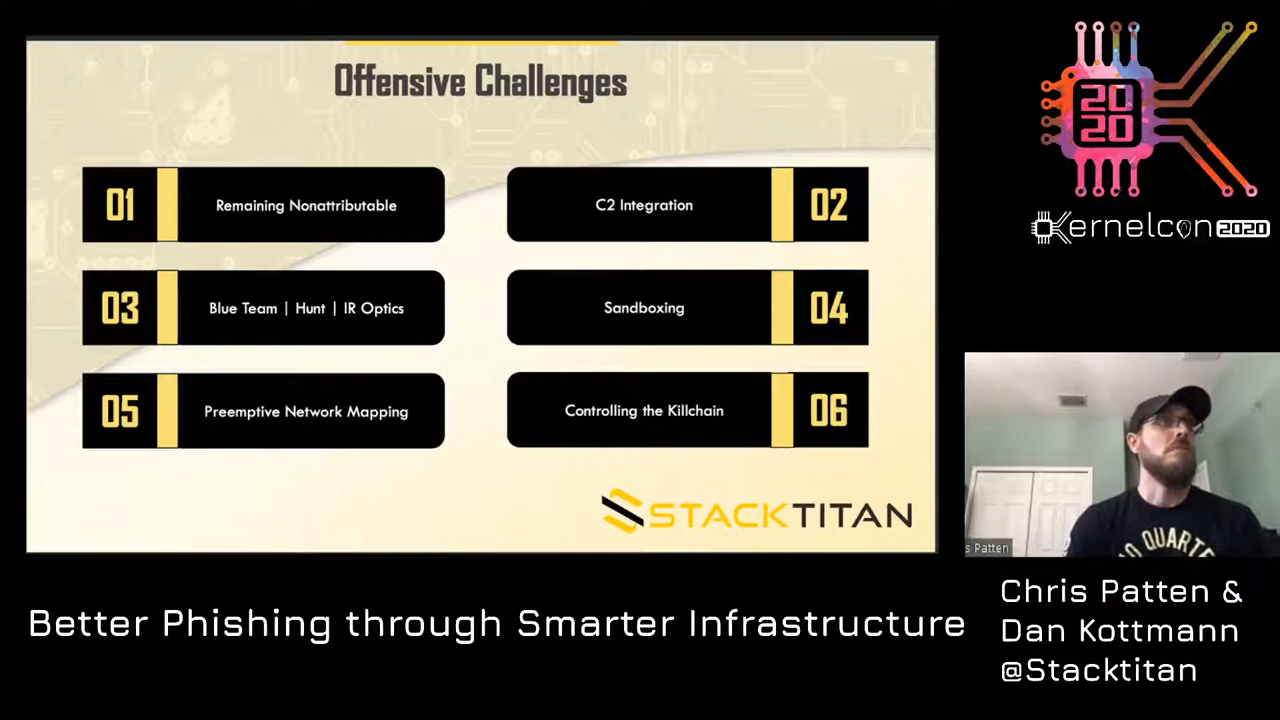 Offensive Challenges
01
Remaining Nonattributable
C2 Integration
02
03
Blue Team | Hunt | IR Optics
Sandboxing
04
05
Preemptive Network Mapping
Controlling the Killchain
06
STACKTITAN
2020
Kernelcon 2020
s Patten
NO QUARTE
Better Phishing through Smarter Infrastructure
Chris Patten &
Dan Kottmann
@Stacktitan